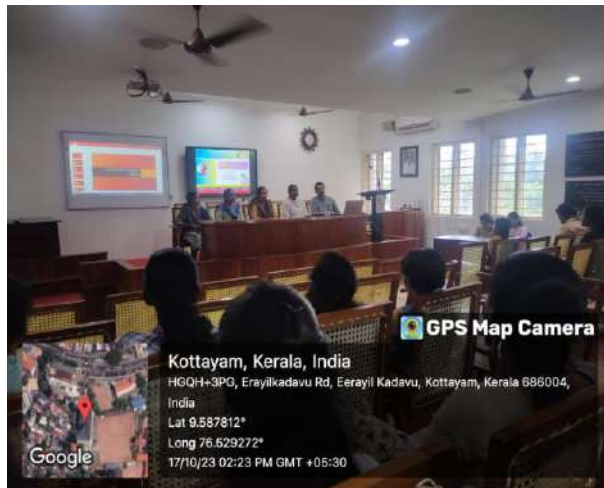 GPS Map Camera
Kottayam, Kerala, India
HGQH+3PG, Erayilkadavu Rd, Eerayil Kadavu, Kottayam, Kerala 686004,
India
Lat 9.587812°
Long 76.529272°
17/10/23 02:23 PM GMT +05:30
Google